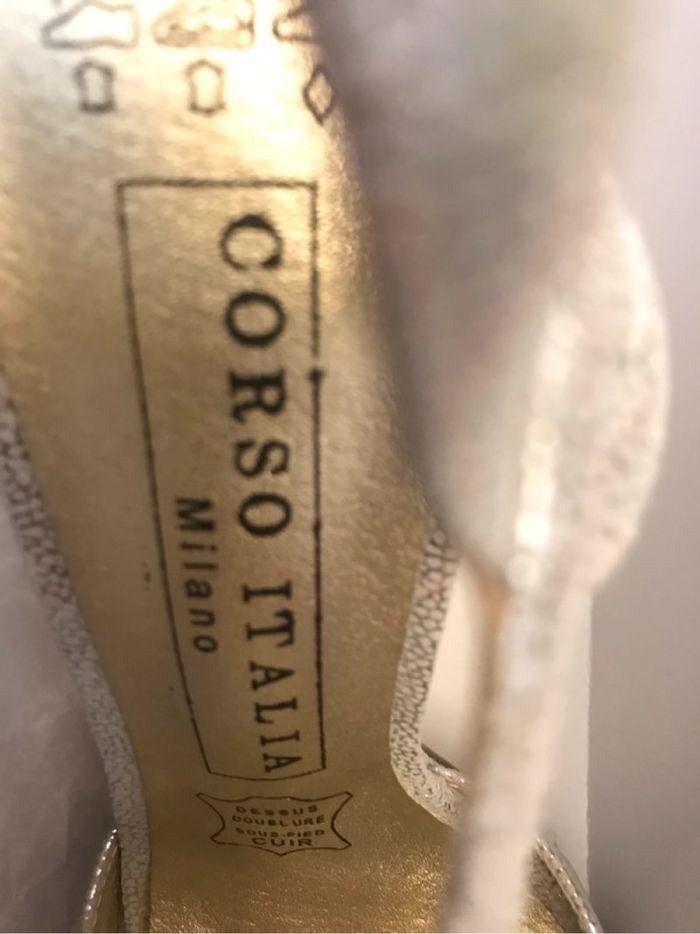 CORSO ITALIA
Milano
DESSUS
DOUBLURE
SOUS-PIED
CUIR